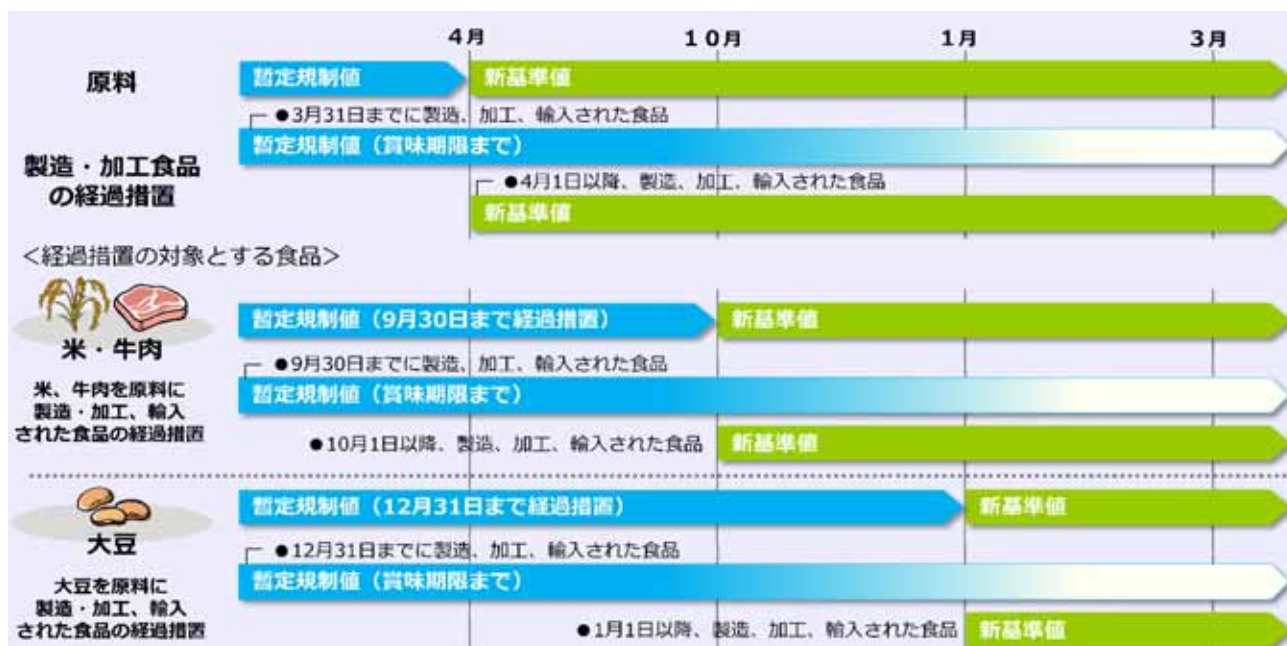 4月 10月 1月 3月
原料
暫定規制値 新基準値
●3月31日までに製造、加工、輸入された食品
製造・加工食品
の経過措置
暫定規制値（賞味期限まで）
●4月1日以降、製造、加工、輸入された食品
新基準値
＜経過措置の対象とする食品＞
米・牛肉
暫定規制値（9月30日まで経過措置） 新基準値
●9月30日までに製造、加工、輸入された食品
米、牛肉を原料に
製造・加工、輸入
された食品の経過措置
暫定規制値（賞味期限まで）
●10月1日以降、製造、加工、輸入された食品 新基準値
大豆
暫定規制値（12月31日まで経過措置） 新基準値
●12月31日までに製造、加工、輸入された食品
大豆を原料に
製造・加工、輸入
された食品の経過措置
暫定規制値（賞味期限まで）
●1月1日以降、製造、加工、輸入された食品 新基準値